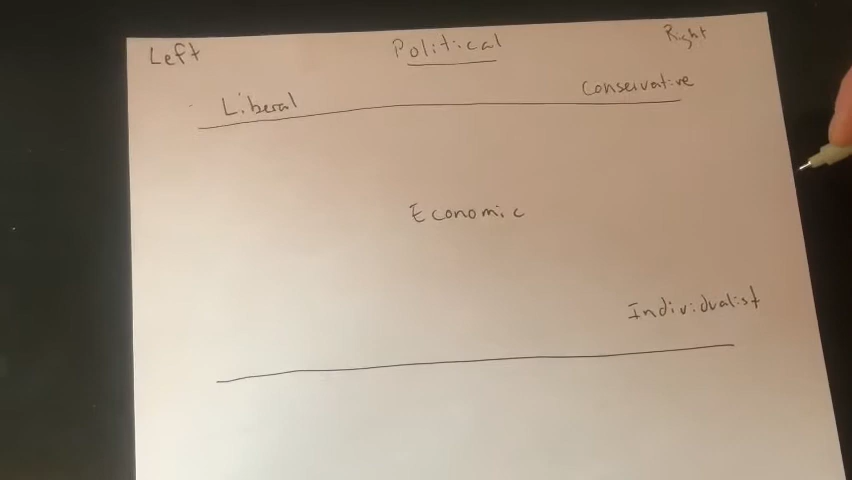 Left Political Right
Liberal Conservative
Economic
Individualist